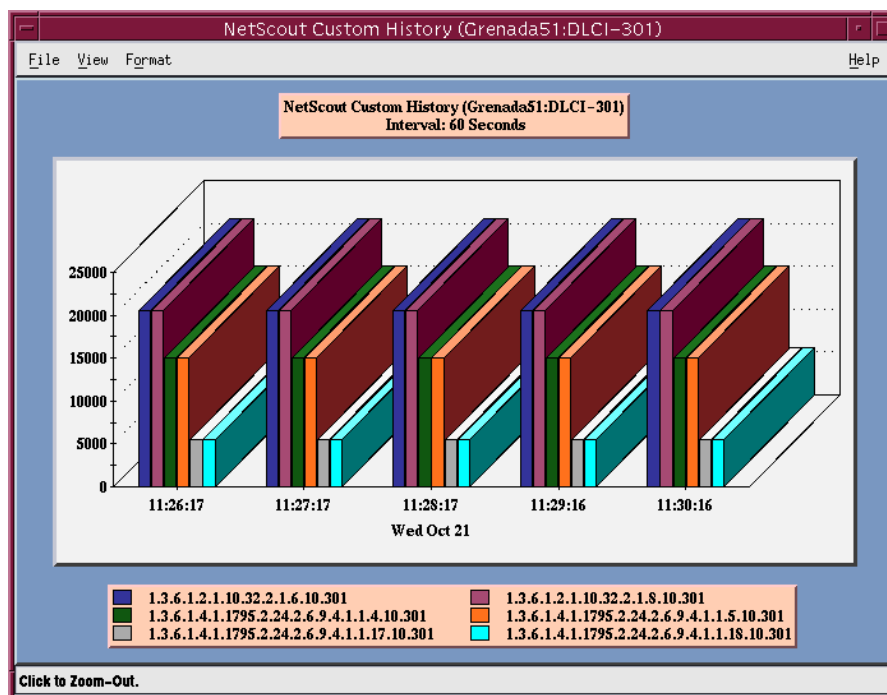 NetScout Custom History (Grenada51:DLCI-301)
File View Format Help
NetScout Custom History (Grenada51:DLCI-301)
Interval: 60 Seconds
25000
20000
15000
10000
5000
0
11:26:17 11:27:17 11:28:17 11:29:16 11:30:16
Wed Oct 21
1.3.6.1.2.1.10.32.2.1.6.10.301 1.3.6.1.2.1.10.32.2.1.8.10.301
1.3.6.1.4.1.1795.2.24.2.6.9.4.1.1.4.10.301 1.3.6.1.4.1.1795.2.24.2.6.9.4.1.1.5.10.301
1.3.6.1.4.1.1795.2.24.2.6.9.4.1.1.17.10.301 1.3.6.1.4.1.1795.2.24.2.6.9.4.1.1.18.10.301
Click to Zoom-Out.